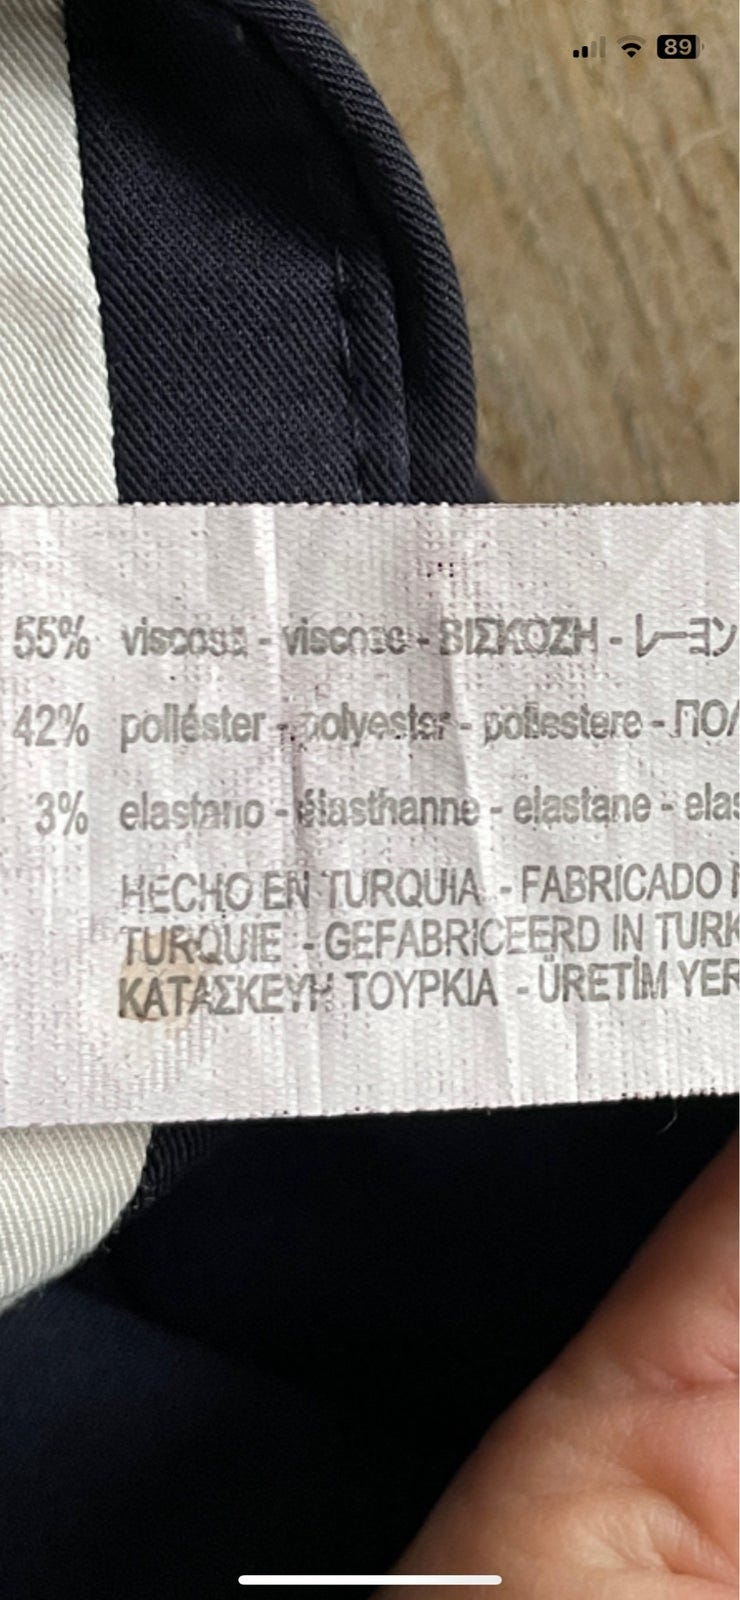 89
55% viscosa - viscose - ΒΙΣΚΟΖΗ - レーヨン
42% poliéster - polyester - poliestere - ΠΟΛ
3% elastano - élasthanne - elastane - elas
HECHO EN TURQUIA - FABRICADO
TURQUIE - GEFABRICEERD IN TURK
ΚΑΤΑΣΚΕΥΗ ΤΟΥΡΚΙΑ - ÜRETİM YER